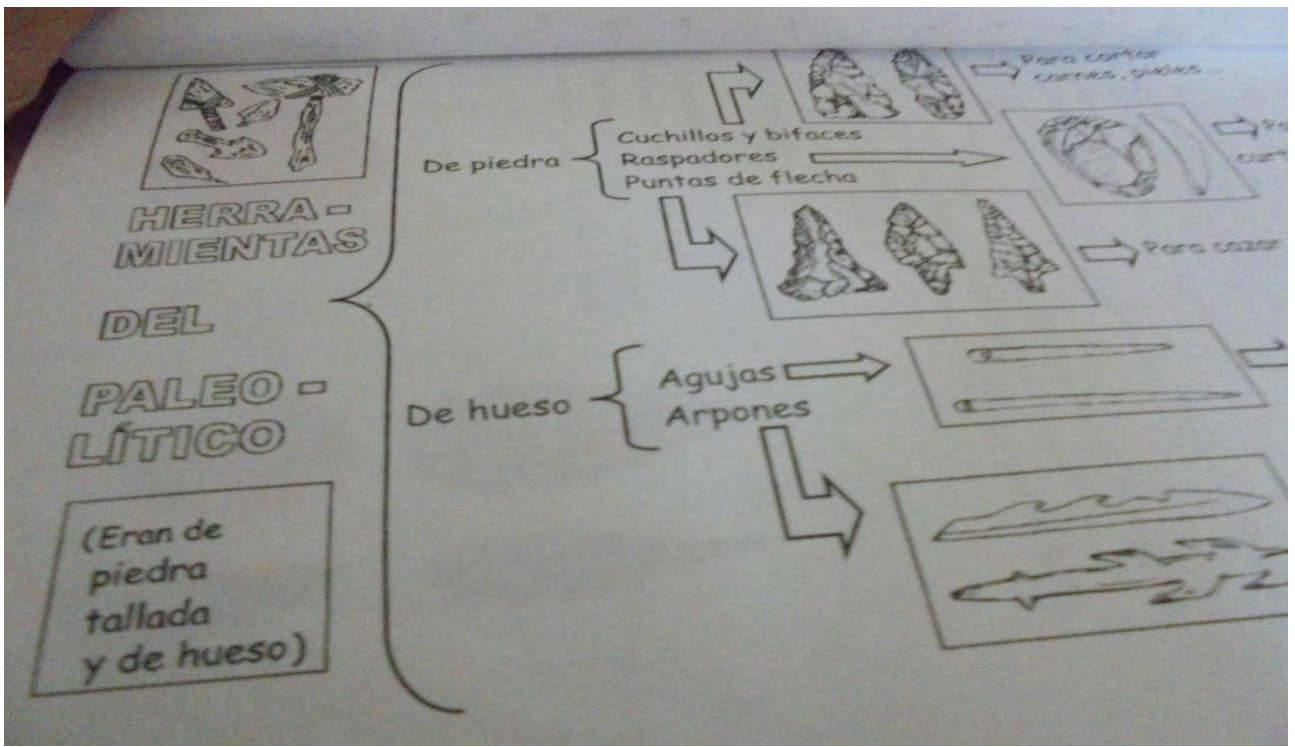 HERRA-
MIENTAS
DEL
PALEO-
LÍTICO
(Eran de
piedra
tallada
y de hueso)
De piedra
Cuchillos y bifaces
Raspadores
Puntas de flecha
Para cortar
carnes, pieles...
Para cazar
De hueso
Agujas
Arpones